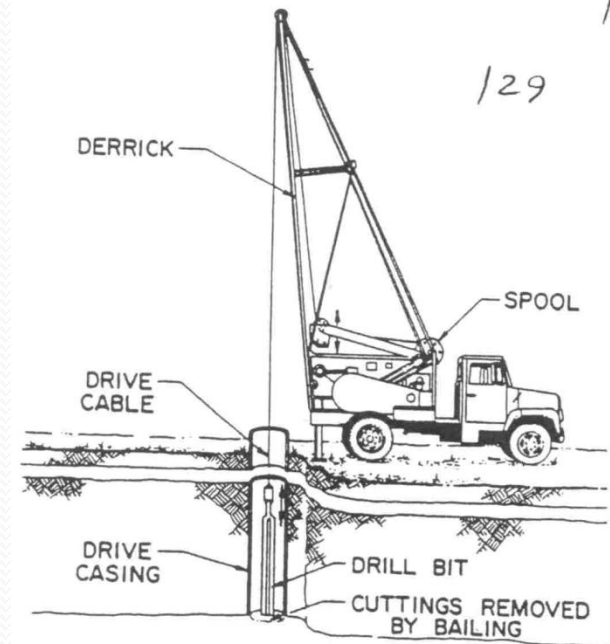 129
DERRICK
SPOOL
DRIVE
CABLE
DRIVE
CASING
DRILL BIT
CUTTINGS REMOVED
BY BAILING